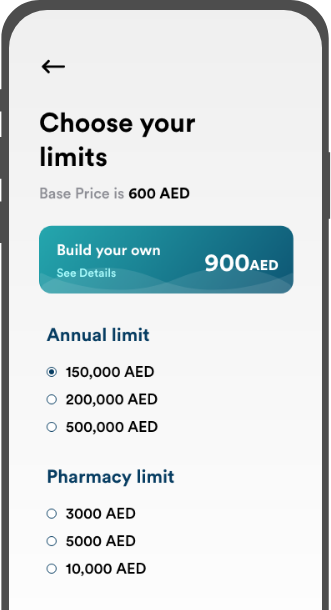 Choose your
limits
Base Price is 600 AED
Build your own
See Details
900AED
Annual limit
150,000 AED
200,000 AED
500,000 AED
Pharmacy limit
3000 AED
5000 AED
10,000 AED